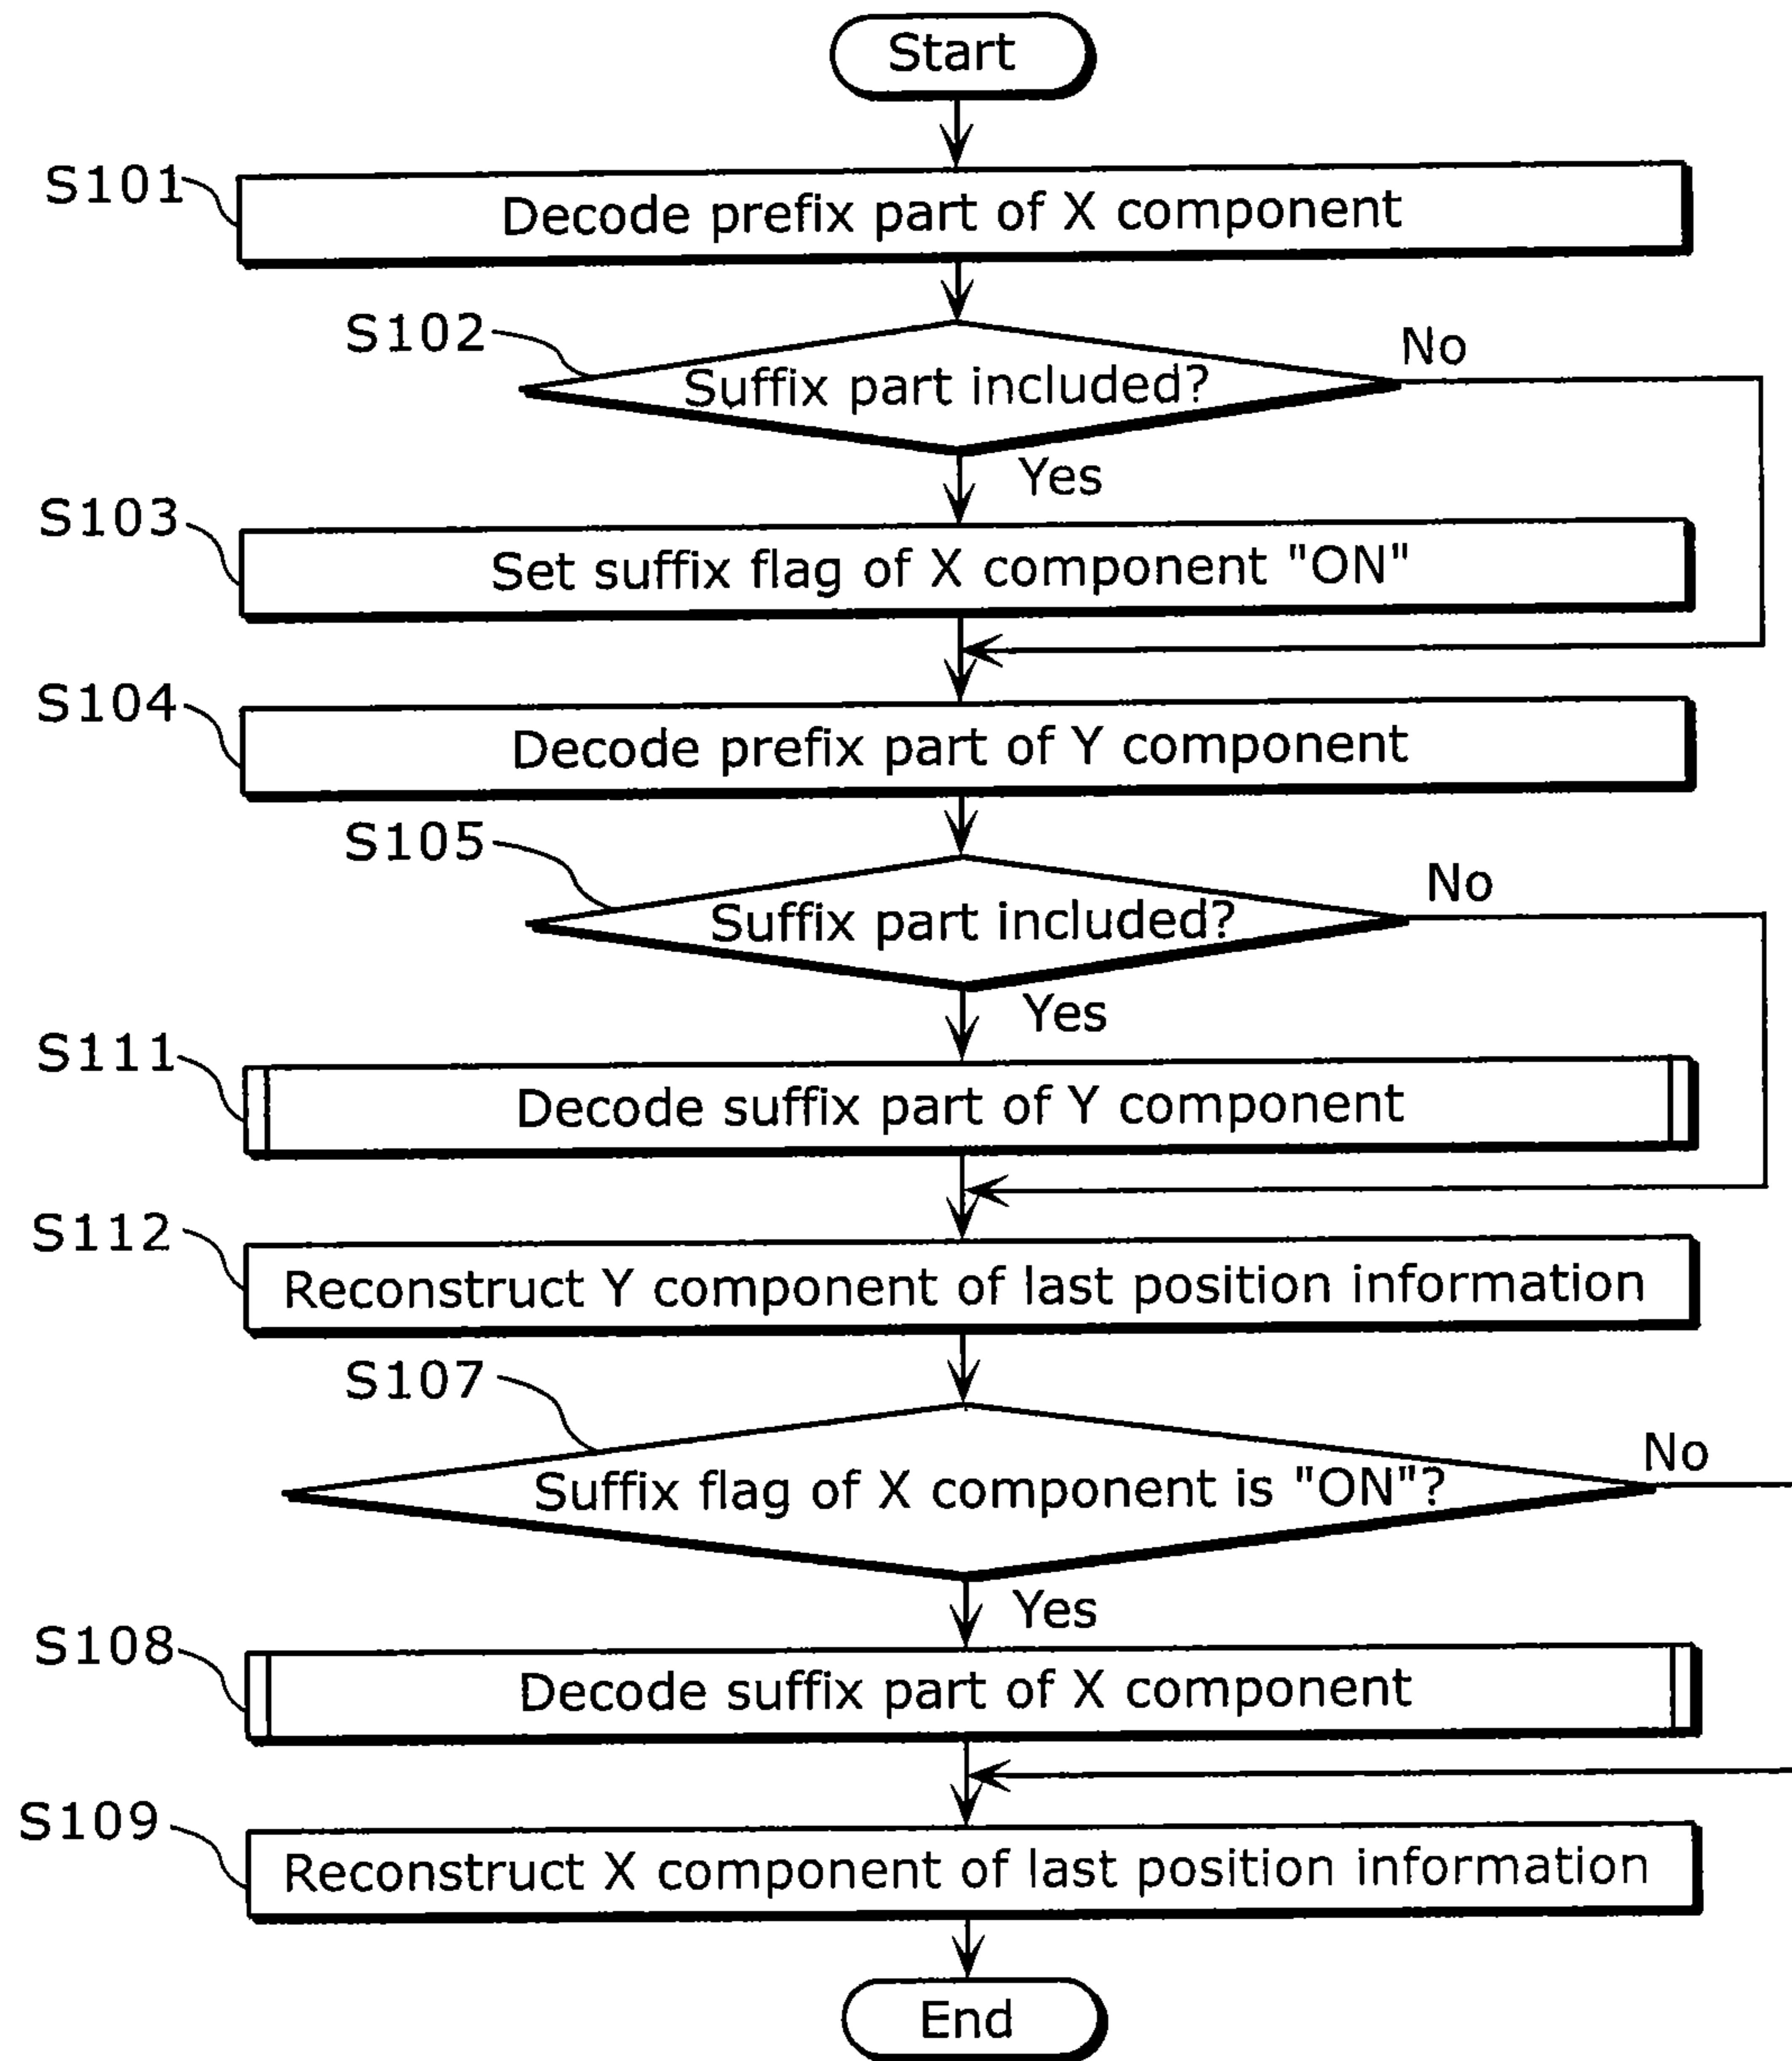 Start
S101
Decode prefix part of X component
S102
No
Suffix part included?
Yes
S103
Set suffix flag of X component "ON"
S104
Decode prefix part of Y component
S105
No
Suffix part included?
Yes
S111
Decode suffix part of Y component
S112
Reconstruct Y component of last position information
S107
No
Suffix flag of X component is "ON"?
Yes
S108
Decode suffix part of X component
S109
Reconstruct X component of last position information
End